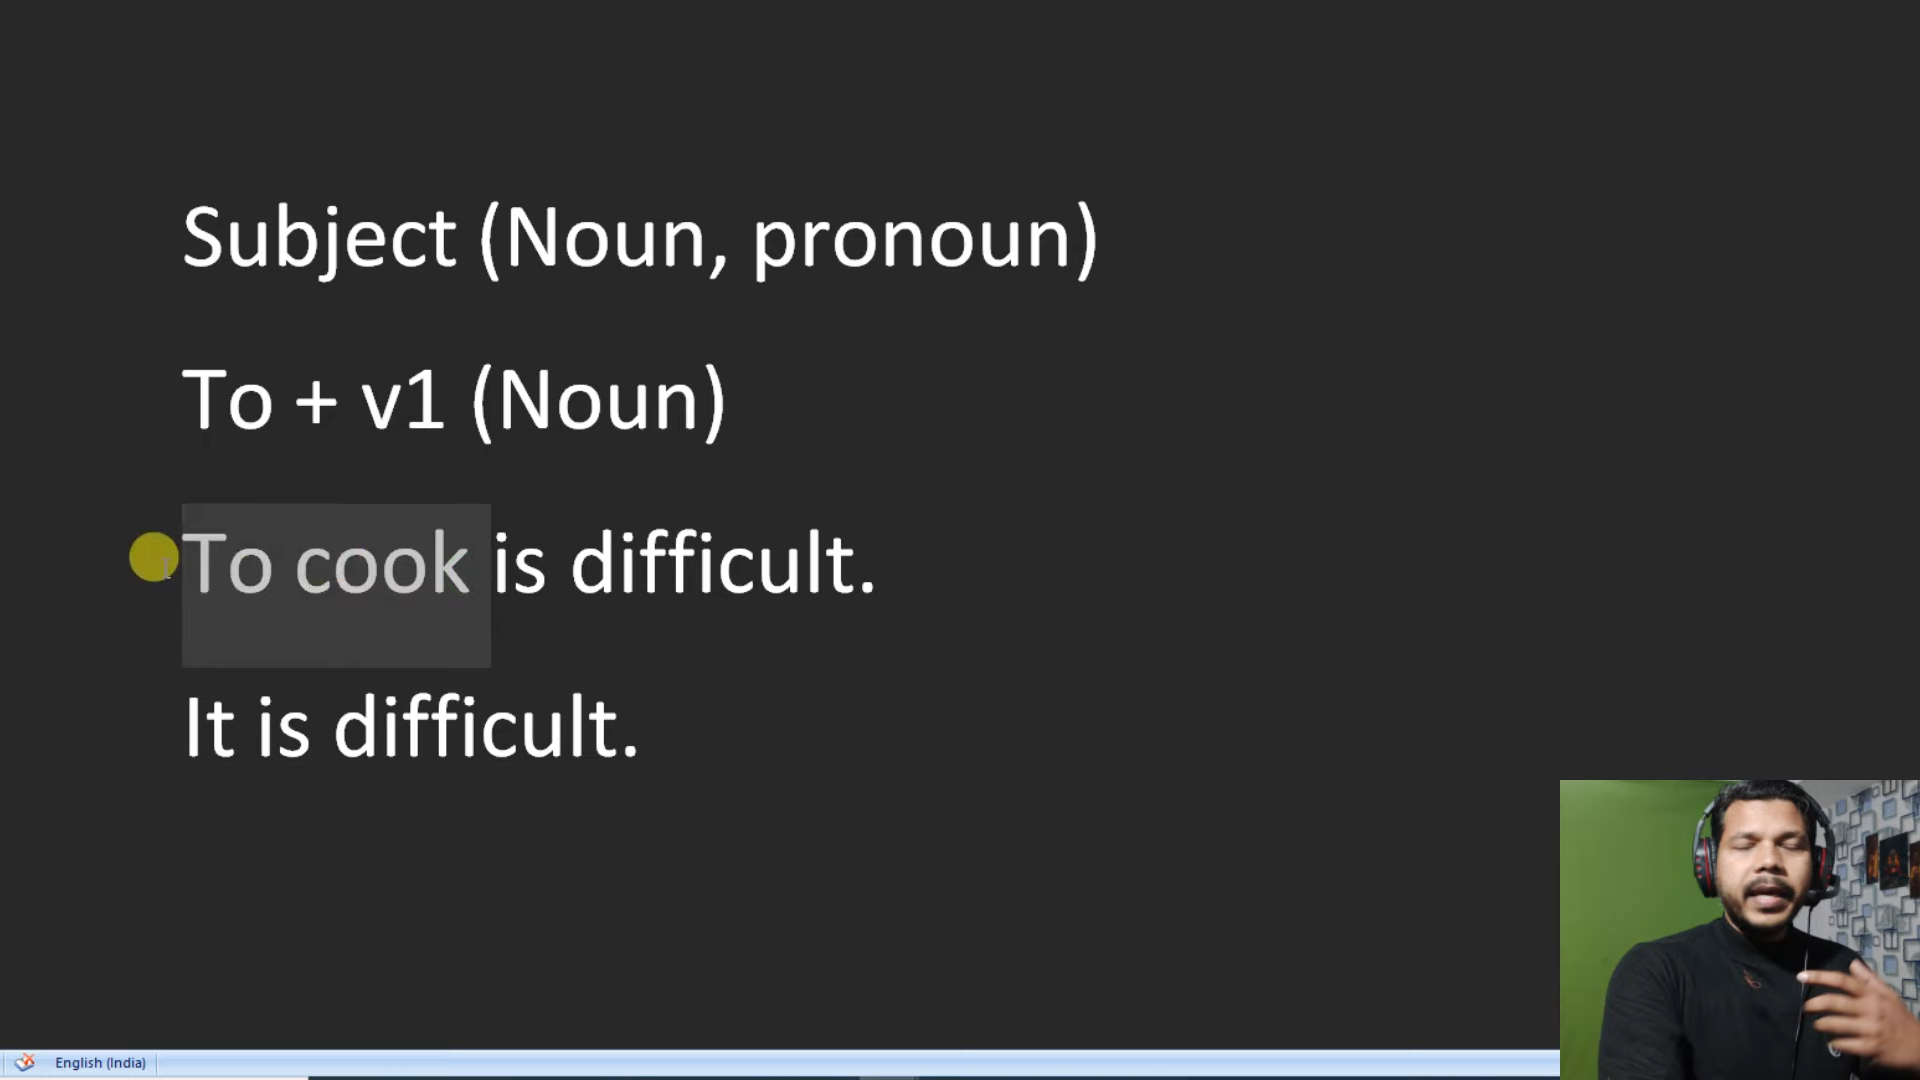 Subject (Noun, pronoun)
To + v1 (Noun)
To cook is difficult.
It is difficult.
English (India)